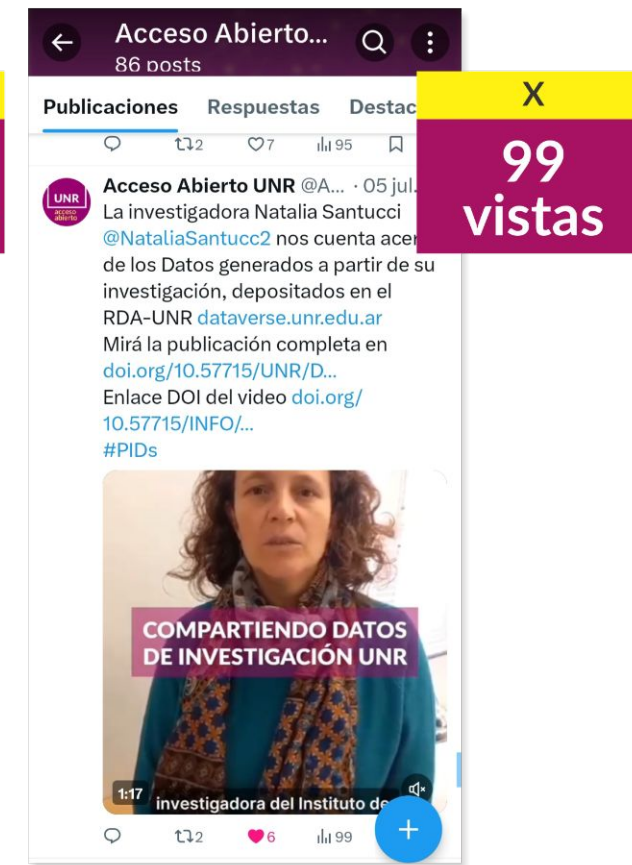 Acceso Abierto...
86 posts
Publicaciones Respuestas Destac
2 7 95
UNR
acceso
abierto
Acceso Abierto UNR @A... · 05 jul.
La investigadora Natalia Santucci
@NataliaSantucc2 nos cuenta acer
de los Datos generados a partir de su
investigación, depositados en el
RDA-UNR dataverse.unr.edu.ar
Mirá la publicación completa en
doi.org/10.57715/UNR/D...
Enlace DOI del video doi.org/
10.57715/INFO/...
#PIDs
COMPARTIENDO DATOS
DE INVESTIGACIÓN UNR
1:17
investigadora del Instituto de
2 6 99
X
99
vistas